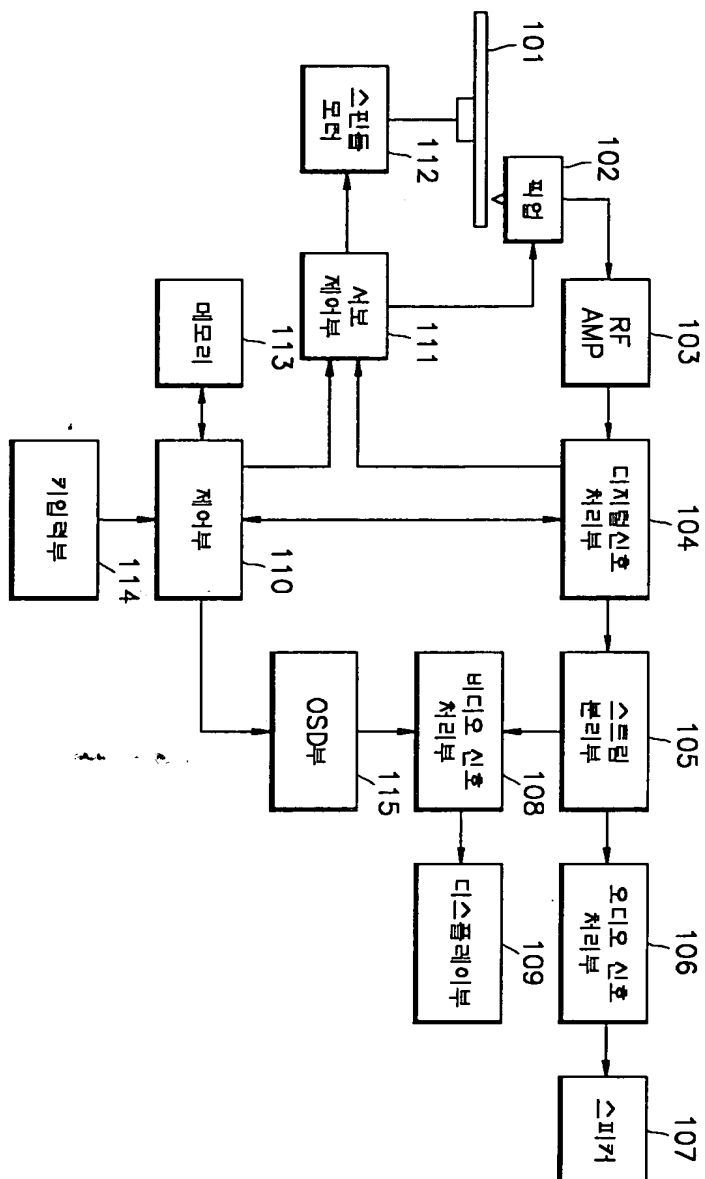 101
102
픽업
103
RF
AMP
104
디지털신호
처리부
105
스트림
분리부
106
오디오 신호
처리부
107
스피커
스핀들
모터
112
서보
제어부
111
비디오 신호
처리부
108
디스플레이부
109
메모리
113
제어부
110
OSD부
115
키입력부
114